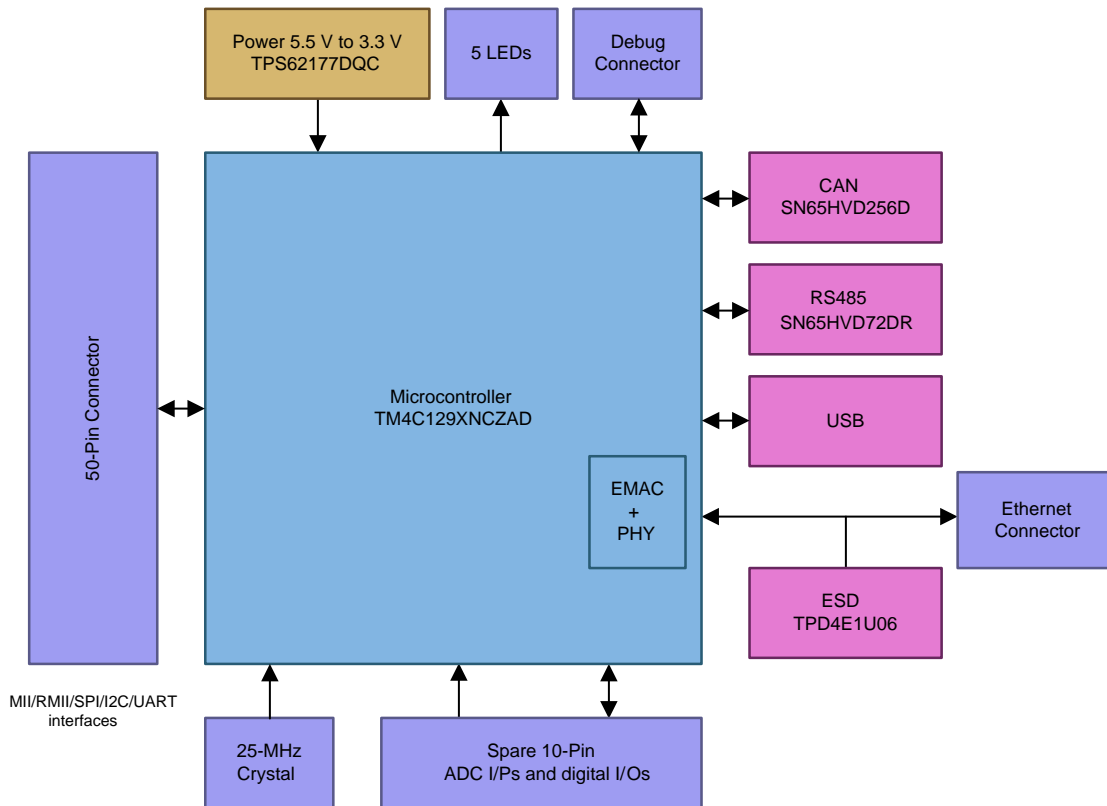 Power 5.5 V to 3.3 V
TPS62177DQC
5 LEDs
Debug
Connector
CAN
SN65HVD256D
RS485
SN65HVD72DR
50-Pin Connector
Microcontroller
TM4C129XNCZAD
USB
EMAC
+
PHY
Ethernet
Connector
ESD
TPD4E1U06
MII/RMII/SPI/I2C/UART
interfaces
25-MHz
Crystal
Spare 10-Pin
ADC I/Ps and digital I/Os